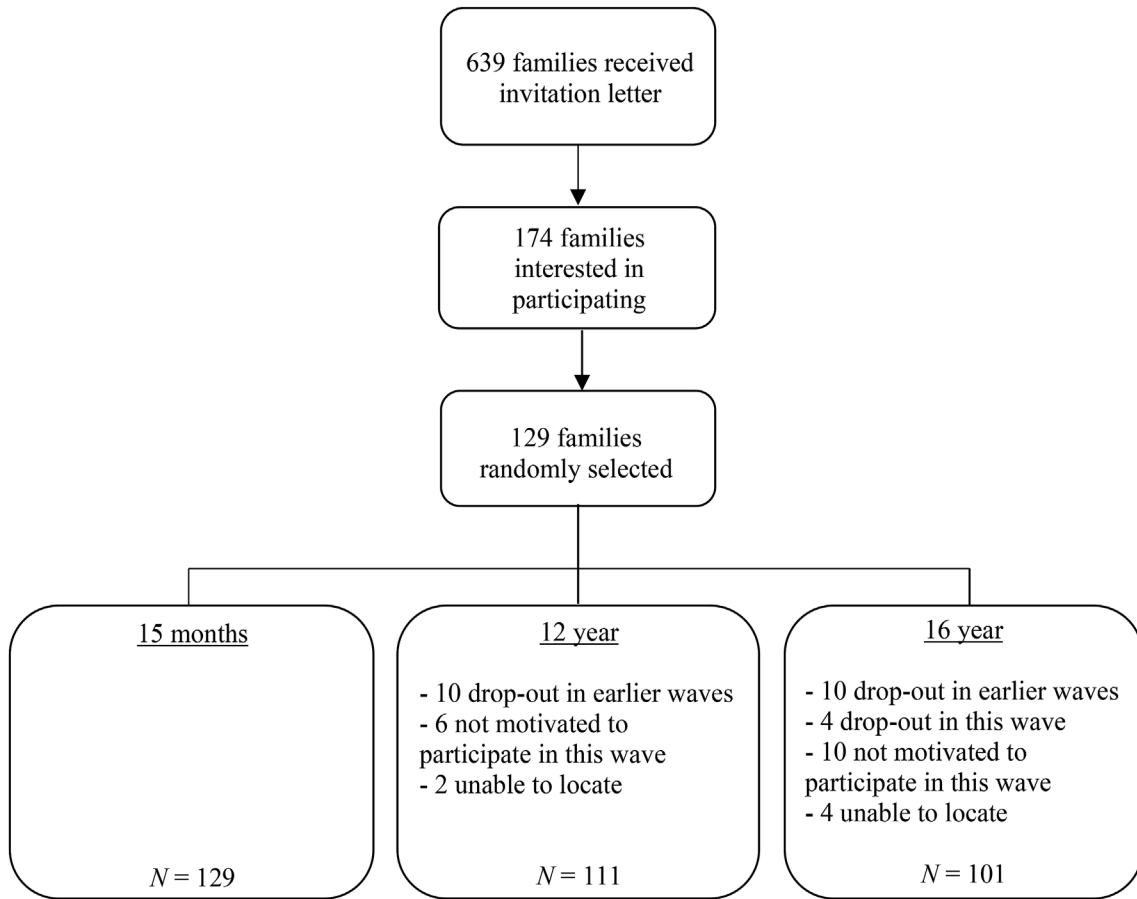 639 families received
invitation letter
174 families
interested in
participating
129 families
randomly selected
15 months
N = 129
12 year
- 10 drop-out in earlier waves
- 6 not motivated to
participate in this wave
- 2 unable to locate
N = 111
16 year
- 10 drop-out in earlier waves
- 4 drop-out in this wave
- 10 not motivated to
participate in this wave
- 4 unable to locate
N = 101